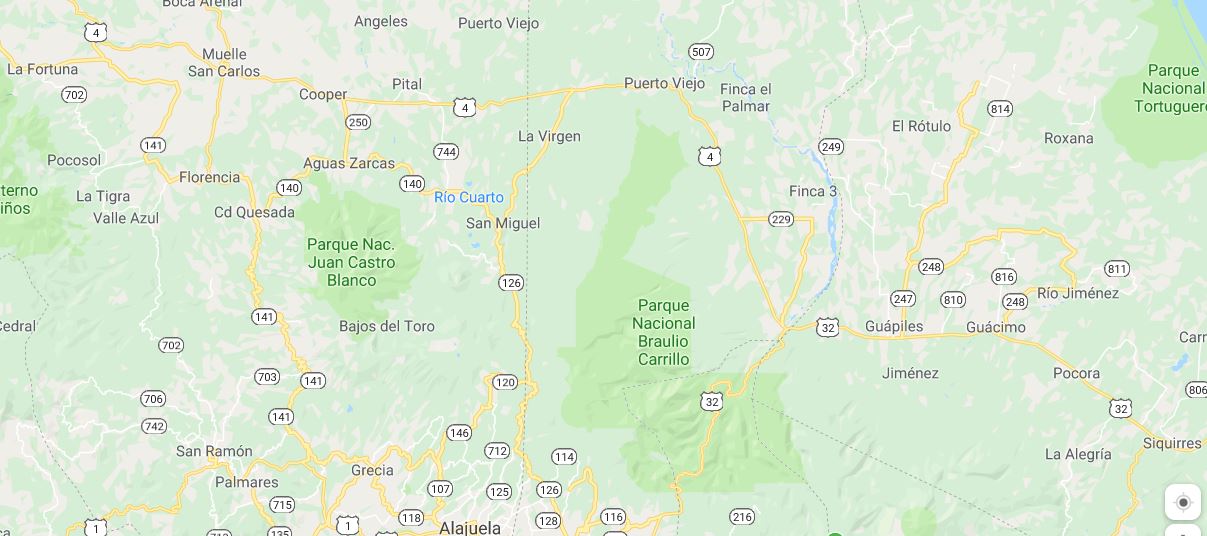 Boca Arenal
Angeles
Puerto Viejo
4
507
Muelle
San Carlos
La Fortuna
702
Cooper
Pital
4
Puerto Viejo
Finca el
Palmar
Parque
Nacional
Tortuguero
814
250
La Virgen
El Rótulo
Roxana
141
744
4
249
Pocosol
Aguas Zarcas
Florencia
140
140
La Tigra
Río Cuarto
Finca 3
terno
iños
Valle Azul
Cd Quesada
San Miguel
229
Parque Nac.
Juan Castro
Blanco
248
816
811
126
Río Jiménez
247
810
248
Parque
Nacional
Braulio
Carrillo
141
Cedral
Bajos del Toro
32
Guápiles
Guácimo
Carr
702
Jiménez
Pocora
703
141
120
806
706
32
32
742
141
146
712
114
Siquirres
San Ramón
La Alegría
Grecia
Palmares
107
125
126
715
118
128
116
216
1
1
Alajuela
135